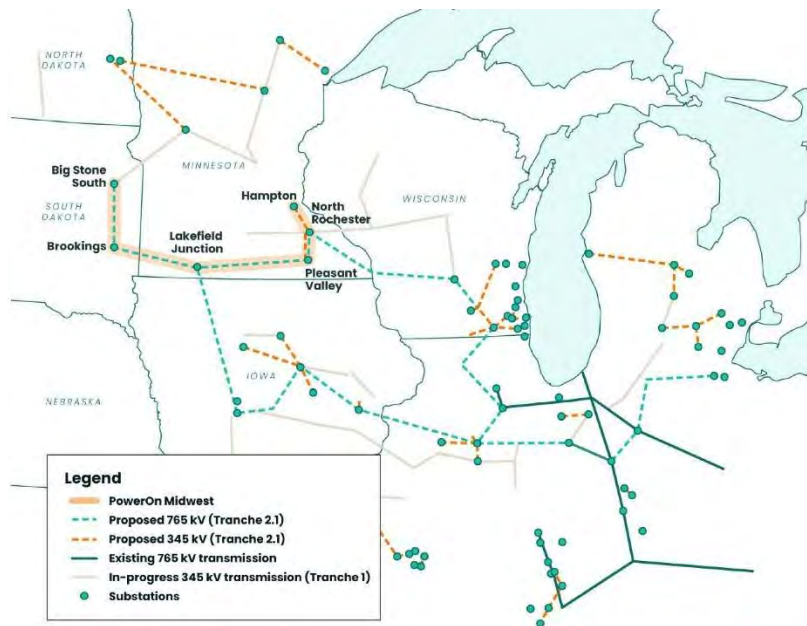 NORTH
DAKOTA
MINNESOTA
Big Stone
South
SOUTH
DAKOTA
Brookings
Lakefield
Junction
Hampton
North
Rochester
Pleasant
Valley
WISCONSIN
IOWA
NEBRASKA
Legend
PowerOn Midwest
Proposed 765 kV (Tranche 2.1)
Proposed 345 kV (Tranche 2.1)
Existing 765 kV transmission
In-progress 345 kV transmission (Tranche 1)
Substations